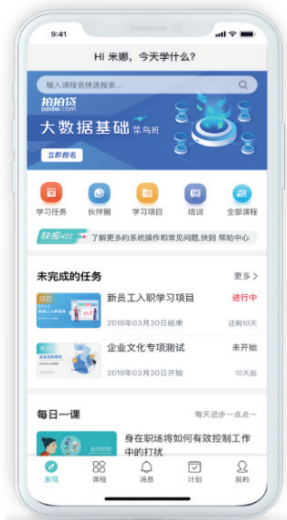 9:41
Hi 米娜，今天学什么？
输入课程名快速搜索...
拍拍贷
ppdai.com
大数据基础 笨鸟班
立即报名
学习任务 伙伴圈 学习项目 培训 全部课程
快报 了解更多的系统操作和常见问题,快到 帮助中心
未完成的任务 更多 >
新员工入职学习项目 进行中
2019年03月30日结束 还剩10天
企业文化专项测试 未开始
2019年03月30日开始 10天后
每日一课 每天进步一点点~
身在职场将如何有效控制工作
中的打扰
发现 课程 消息 计划 我的